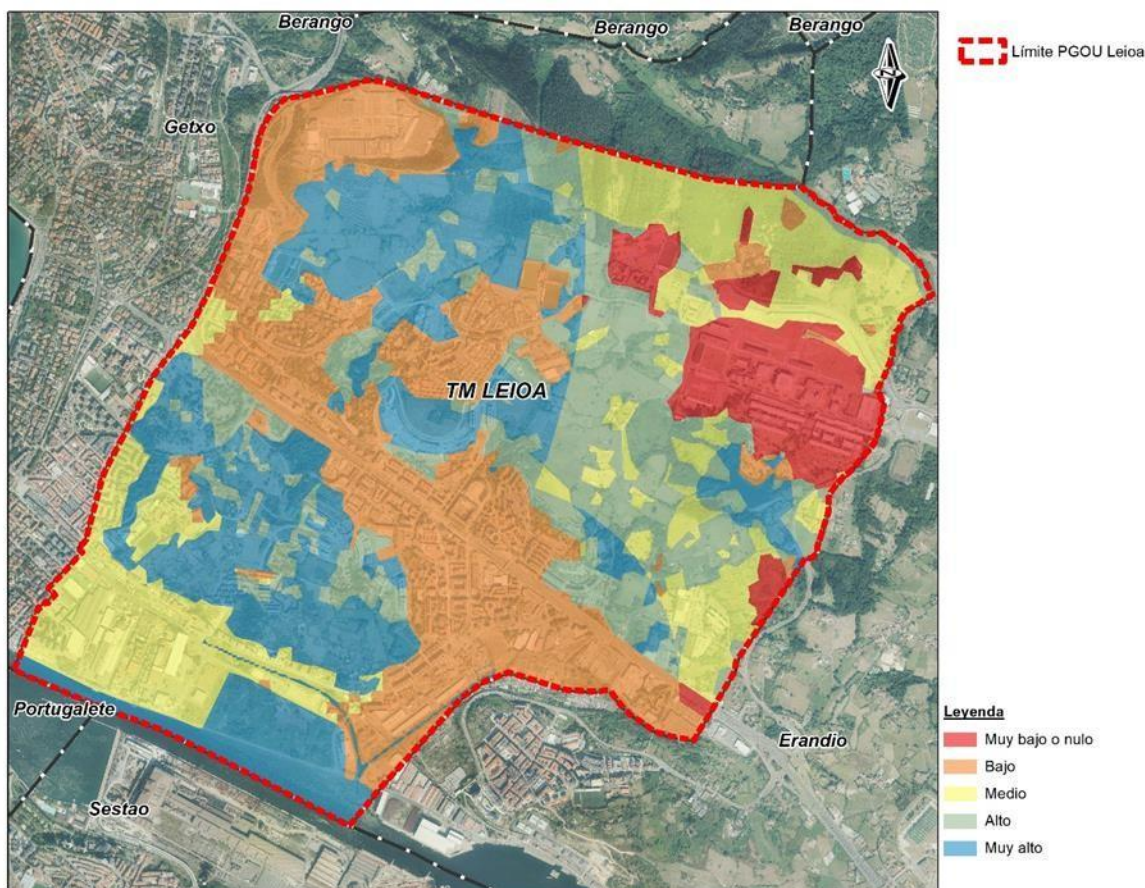 Berango
Berango
Berango
Límite PGOU Leioa
N
Getxo
TM LEIOA
Portugalete
Sestao
Erandio
Leyenda
Muy bajo o nulo
Bajo
Medio
Alto
Muy alto